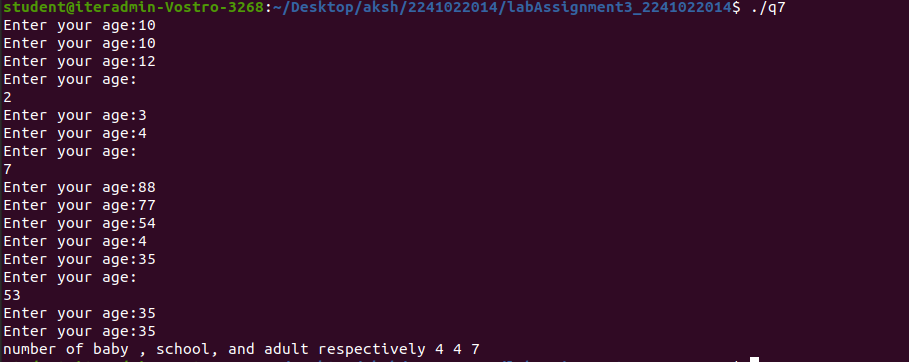 student@iteradmin-Vostro-3268:~/Desktop/aksh/2241022014/labAssignment3_2241022014$ ./q7
Enter your age:10
Enter your age:10
Enter your age:12
Enter your age:
2
Enter your age:3
Enter your age:4
Enter your age:
7
Enter your age:88
Enter your age:77
Enter your age:54
Enter your age:4
Enter your age:35
Enter your age:
53
Enter your age:35
Enter your age:35
number of baby , school, and adult respectively 4 4 7